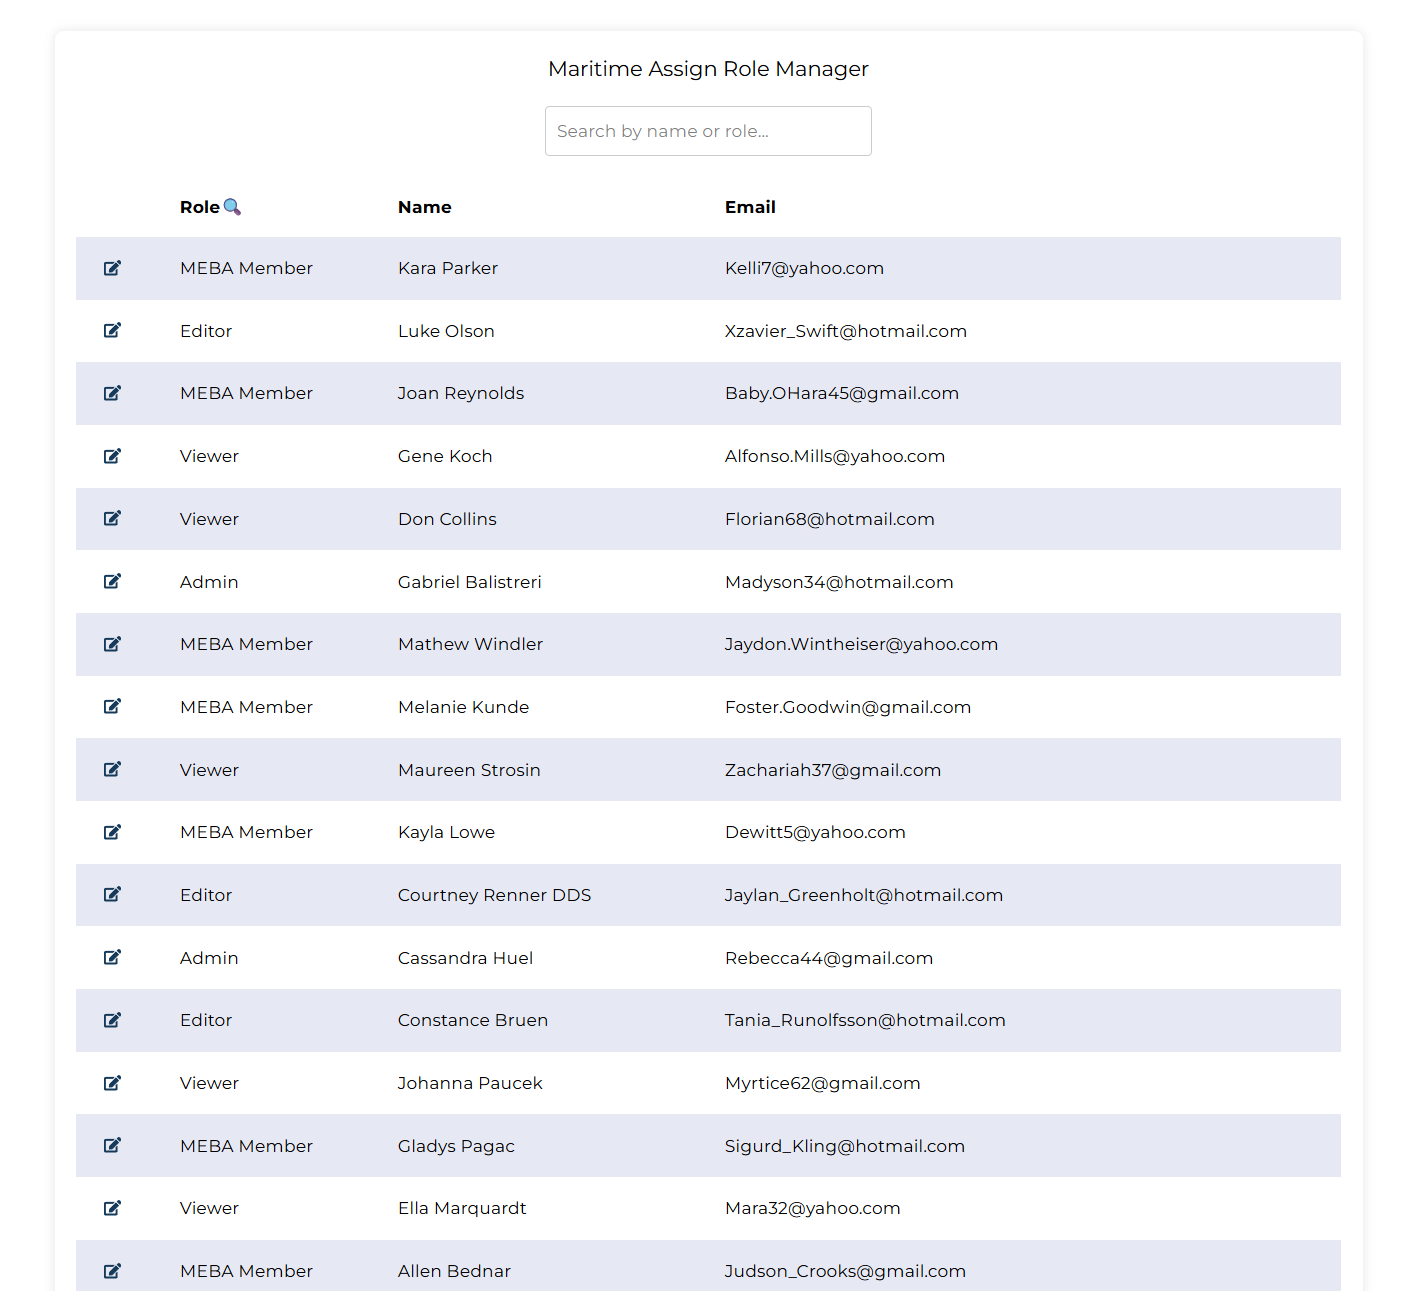 Maritime Assign Role Manager
Search by name or role...
Role Name Email
MEBA Member Kara Parker Kelli7@yahoo.com
Editor Luke Olson Xzavier_Swift@hotmail.com
MEBA Member Joan Reynolds Baby.OHara45@gmail.com
Viewer Gene Koch Alfonso.Mills@yahoo.com
Viewer Don Collins Florian68@hotmail.com
Admin Gabriel Balistreri Madyson34@hotmail.com
MEBA Member Mathew Windler Jaydon.Wintheiser@yahoo.com
MEBA Member Melanie Kunde Foster.Goodwin@gmail.com
Viewer Maureen Strosin Zachariah37@gmail.com
MEBA Member Kayla Lowe Dewitt5@yahoo.com
Editor Courtney Renner DDS Jaylan_Greenholt@hotmail.com
Admin Cassandra Huel Rebecca44@gmail.com
Editor Constance Bruen Tania_Runolfsson@hotmail.com
Viewer Johanna Paucek Myrtice62@gmail.com
MEBA Member Gladys Pagac Sigurd_Kling@hotmail.com
Viewer Ella Marquardt Mara32@yahoo.com
MEBA Member Allen Bednar Judson_Crooks@gmail.com